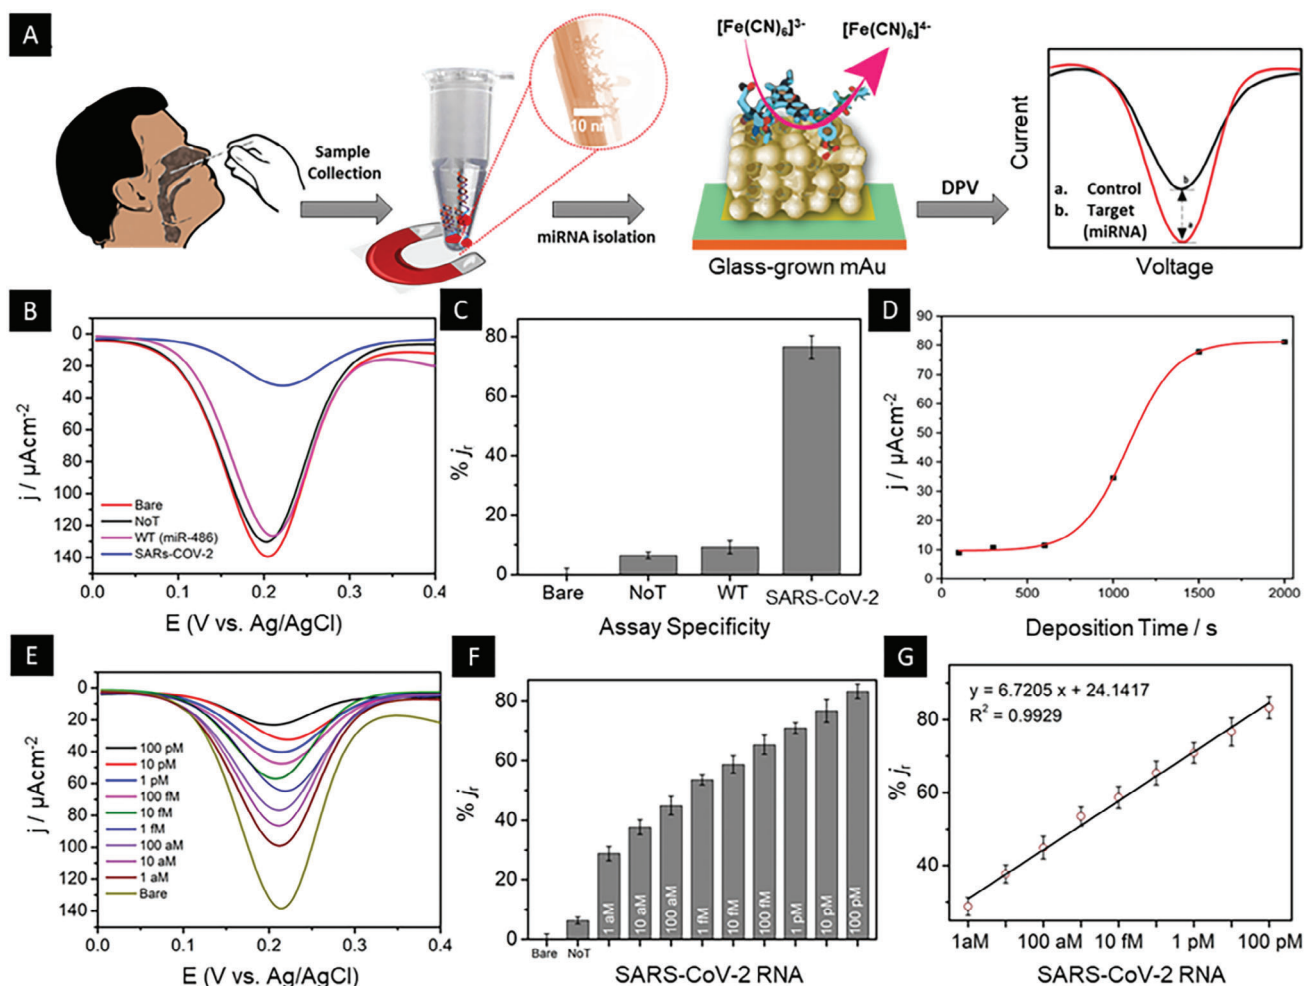 A
[Fe(CN)₆]³⁻
[Fe(CN)₆]⁴⁻
Sample
Collection
10 nm
miRNA isolation
Glass-grown mAu
DPV
Current
b
a
a. Control
b. Target
(miRNA)
Voltage
B
0
20
40
60
80
100
120
140
j / µAcm⁻²
Bare
NoT
WT (miR-486)
SARs-COV-2
0.0 0.1 0.2 0.3 0.4
E (V vs. Ag/AgCl)
C
80
60
40
20
0
% jᵣ
Bare NoT WT SARS-CoV-2
Assay Specificity
D
90
80
70
60
50
40
30
20
10
0
j / µAcm⁻²
0 500 1000 1500 2000
Deposition Time / s
E
0
20
40
60
80
100
120
140
j / µAcm⁻²
100 pM
10 pM
1 pM
100 fM
10 fM
1 fM
100 aM
10 aM
1 aM
Bare
0.0 0.1 0.2 0.3 0.4
E (V vs. Ag/AgCl)
F
80
60
40
20
0
% jᵣ
Bare NoT 1 aM 10 aM 100 aM 1 fM 10 fM 100 fM 1 pM 10 pM 100 pM
SARS-CoV-2 RNA
G
y = 6.7205 x + 24.1417
R² = 0.9929
80
60
40
% jᵣ
1aM 100 aM 10 fM 1 pM 100 pM
SARS-CoV-2 RNA